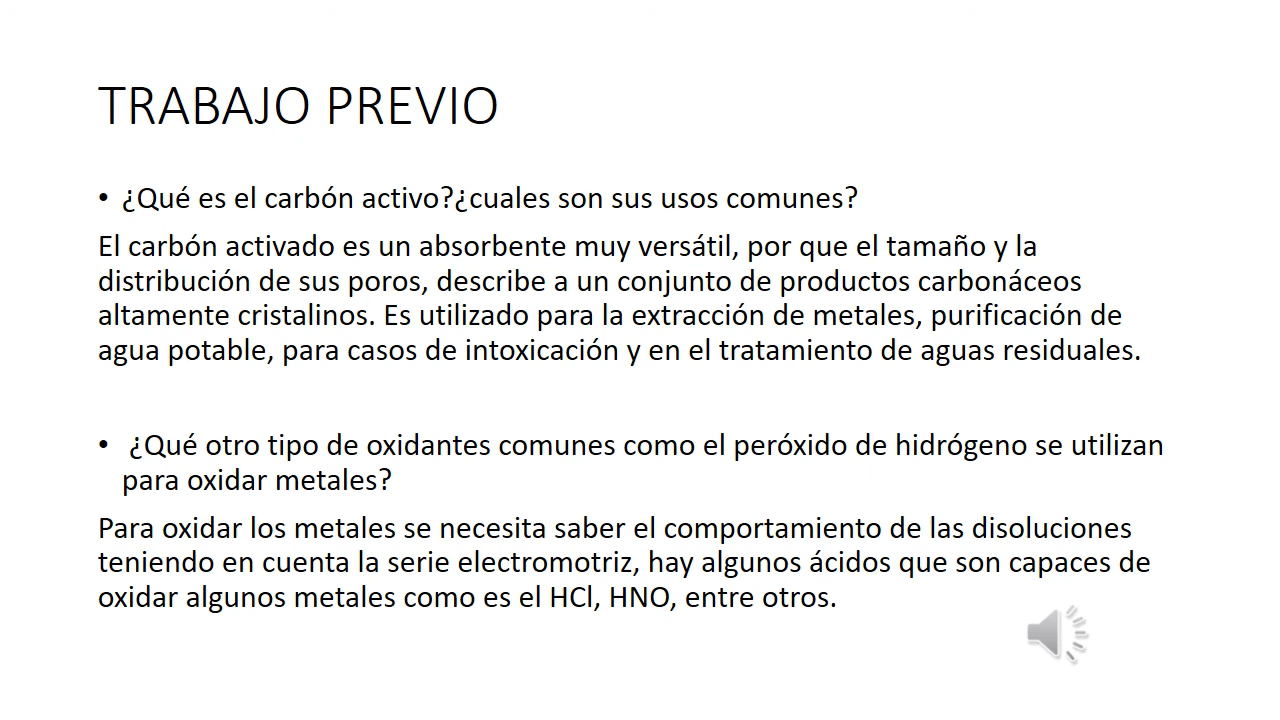 TRABAJO PREVIO
• ¿Qué es el carbón activo?¿cuales son sus usos comunes?
El carbón activado es un absorbente muy versátil, por que el tamaño y la
distribución de sus poros, describe a un conjunto de productos carbonáceos
altamente cristalinos. Es utilizado para la extracción de metales, purificación de
agua potable, para casos de intoxicación y en el tratamiento de aguas residuales.
• ¿Qué otro tipo de oxidantes comunes como el peróxido de hidrógeno se utilizan
para oxidar metales?
Para oxidar los metales se necesita saber el comportamiento de las disoluciones
teniendo en cuenta la serie electromotriz, hay algunos ácidos que son capaces de
oxidar algunos metales como es el HCl, HNO, entre otros.